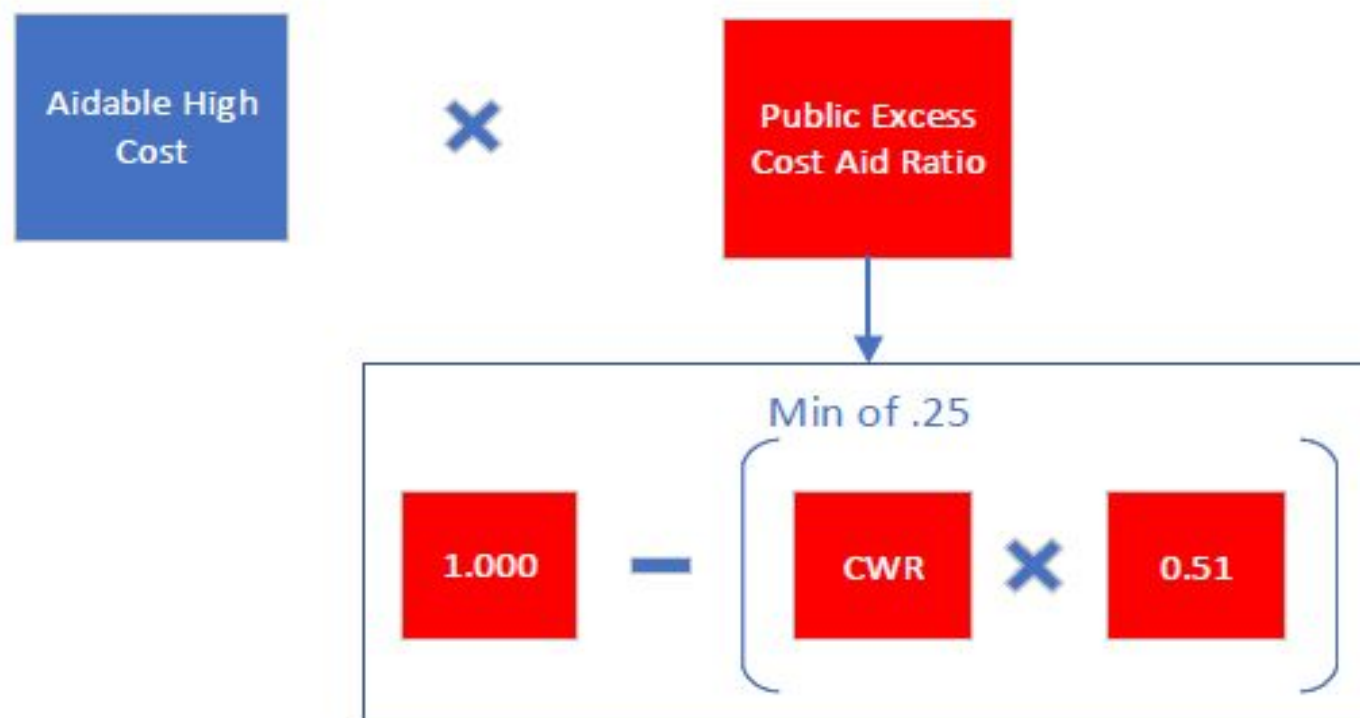 Aidable High
Cost
×
Public Excess
Cost Aid Ratio
Min of .25
1.000 — ( CWR × 0.51 )